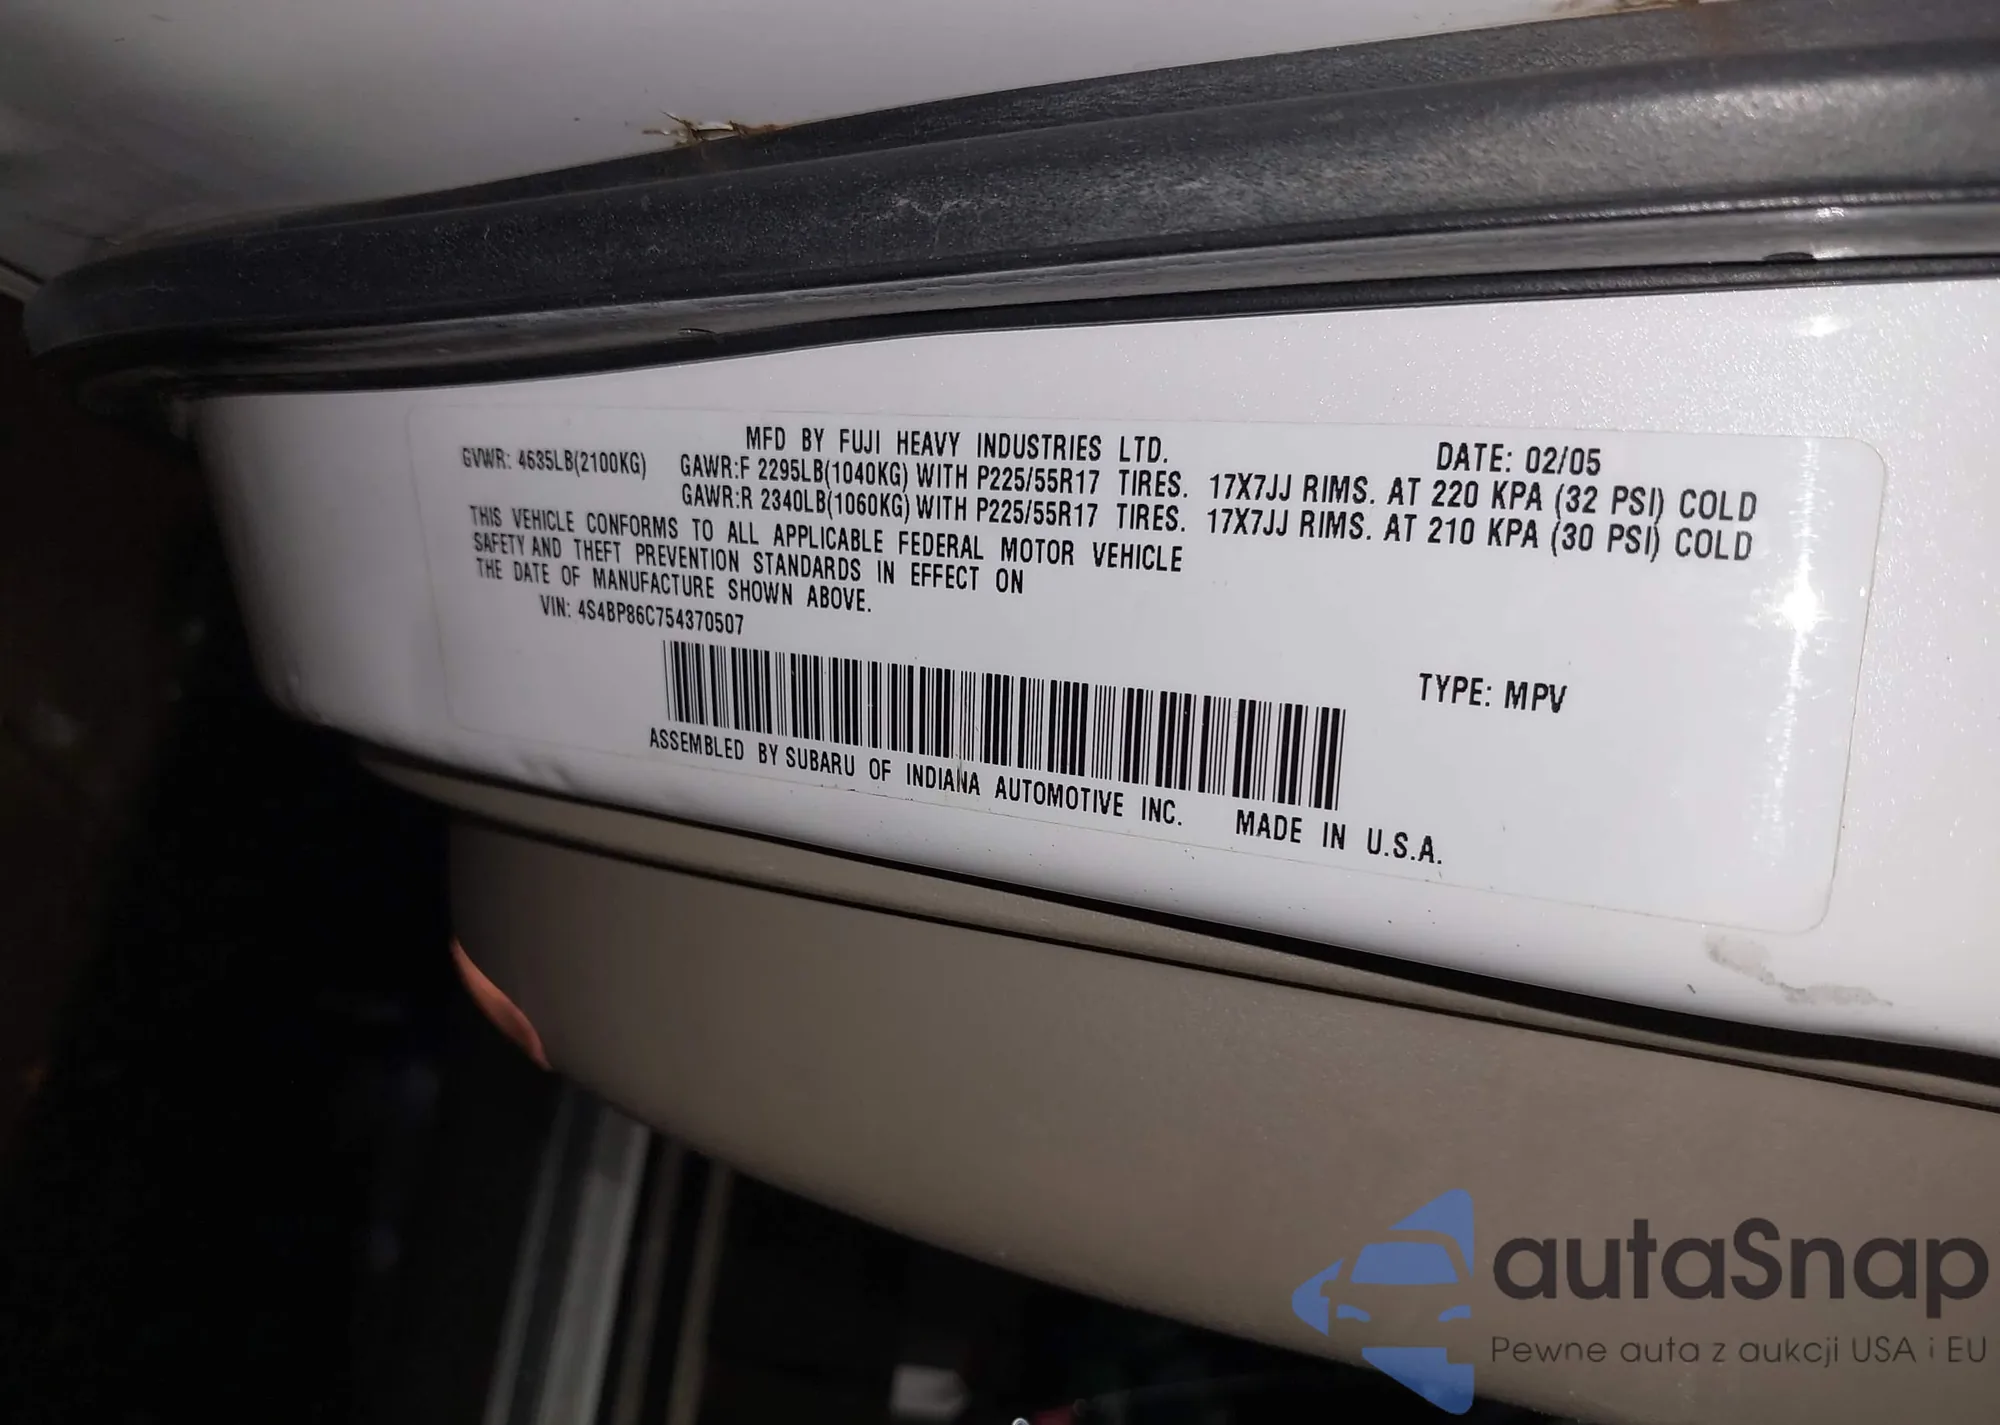 MFD BY FUJI HEAVY INDUSTRIES LTD. DATE: 02/05
GVWR: 4635LB(2100KG) GAWR:F 2295LB(1040KG) WITH P225/55R17 TIRES. 17X7JJ RIMS. AT 220 KPA (32 PSI) COLD
GAWR:R 2340LB(1060KG) WITH P225/55R17 TIRES. 17X7JJ RIMS. AT 210 KPA (30 PSI) COLD
THIS VEHICLE CONFORMS TO ALL APPLICABLE FEDERAL MOTOR VEHICLE
SAFETY AND THEFT PREVENTION STANDARDS IN EFFECT ON
THE DATE OF MANUFACTURE SHOWN ABOVE.
VIN: 4S4BP86C754370507
TYPE: MPV
ASSEMBLED BY SUBARU OF INDIANA AUTOMOTIVE INC. MADE IN U.S.A.
autaSnap
Pewne auta z aukcji USA i EU